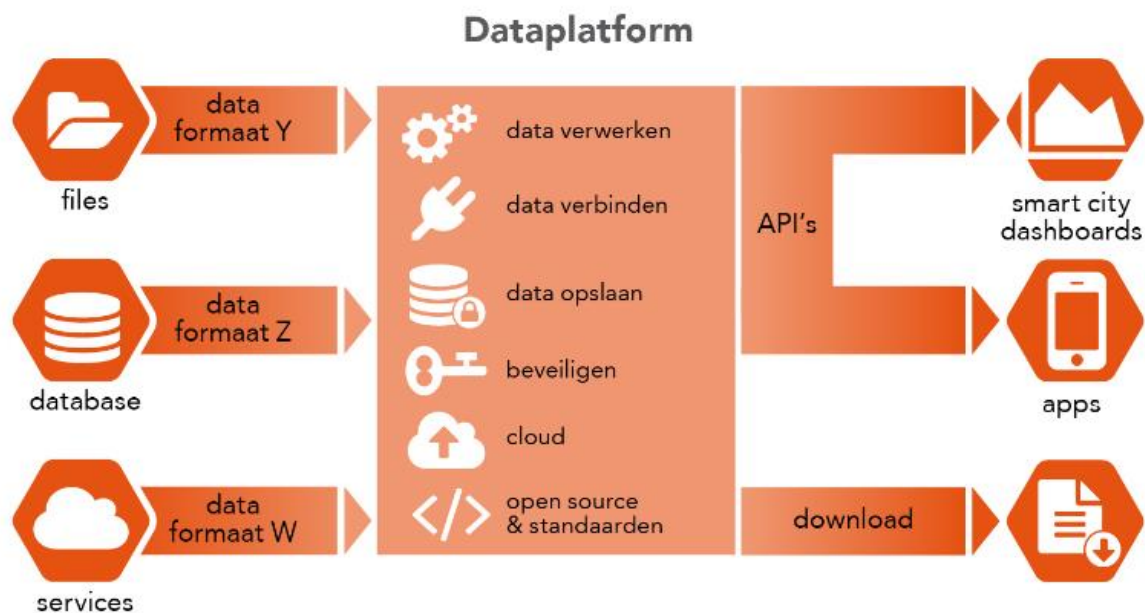 Dataplatform
data
formaat Y
files
data
formaat Z
database
data
formaat W
services
data verwerken
data verbinden
data opslaan
beveiligen
cloud
open source
& standaarden
API's
download
smart city
dashboards
apps